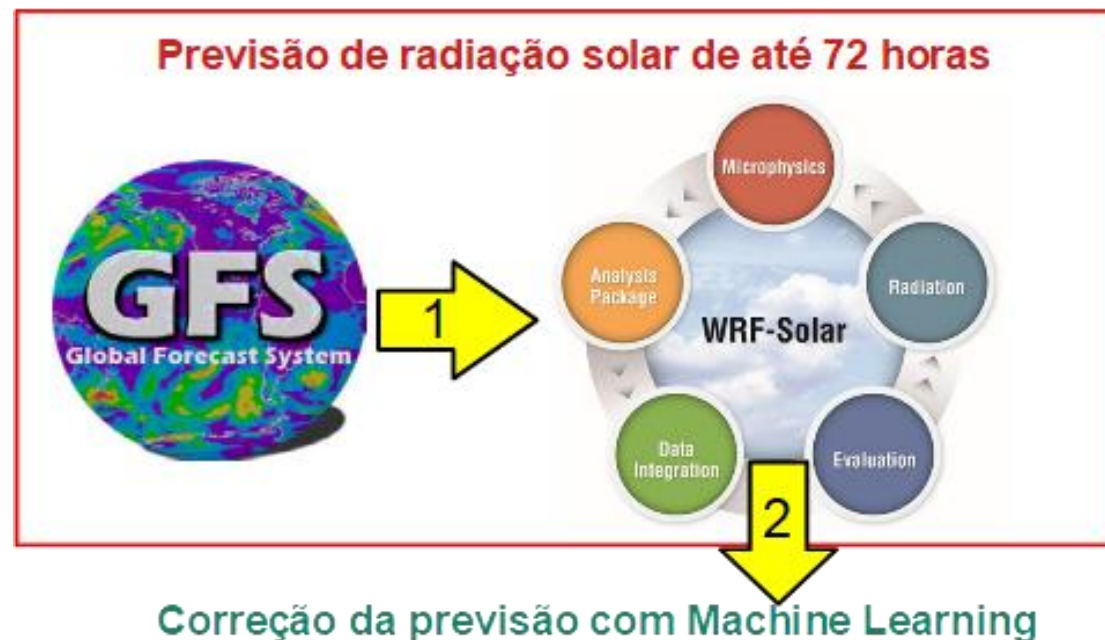 Previsão de radiação solar de até 72 horas
GFS
Global Forecast System
1
Microphysics
Analysis
Package
Radiation
WRF-Solar
Data
Integration
Evaluation
2
Correção da previsão com Machine Learning